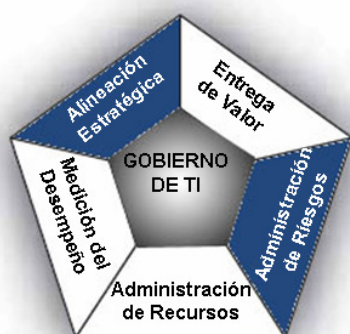 Alineación
Estratégica
Entrega
de Valor
GOBIERNO
DE TI
Medición del
Desempeño
Administración
de Riesgos
Administración
de Recursos